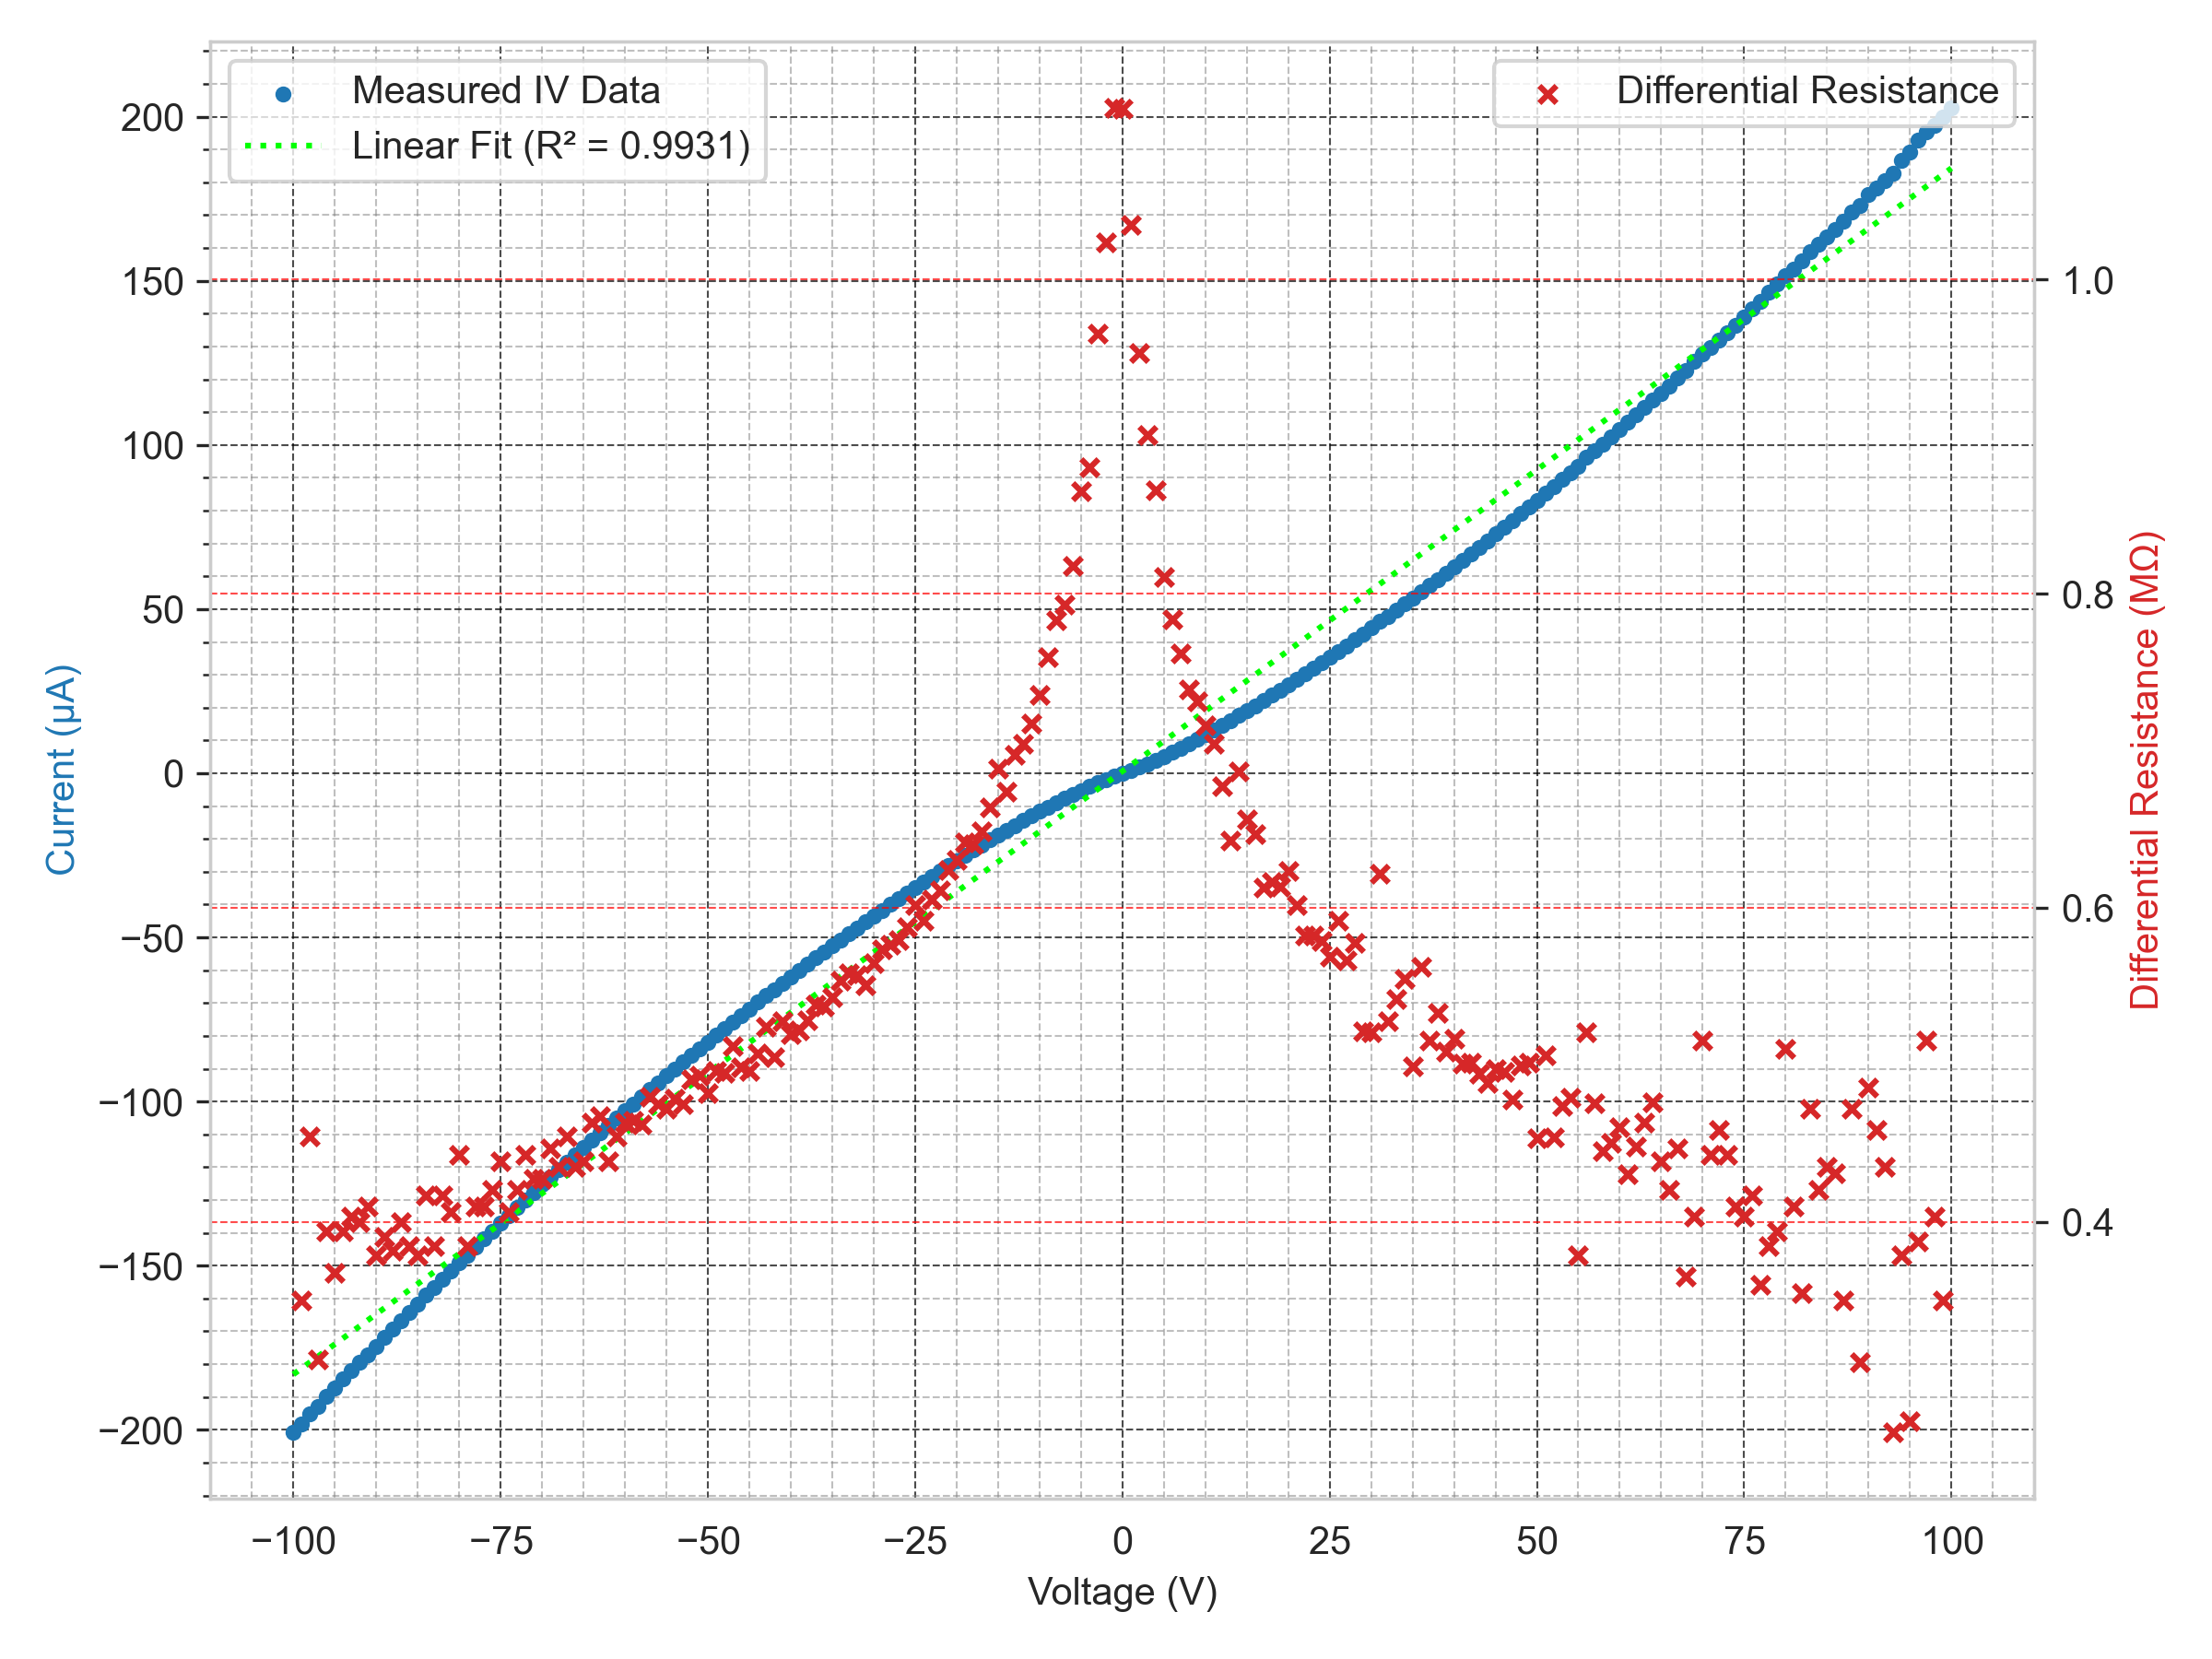 Measured IV Data
Linear Fit (R² = 0.9931)
Differential Resistance
200
150
100
50
0
−50
−100
−150
−200
Current (μA)
1.0
0.8
0.6
0.4
Differential Resistance (MΩ)
−100 −75 −50 −25 0 25 50 75 100
Voltage (V)